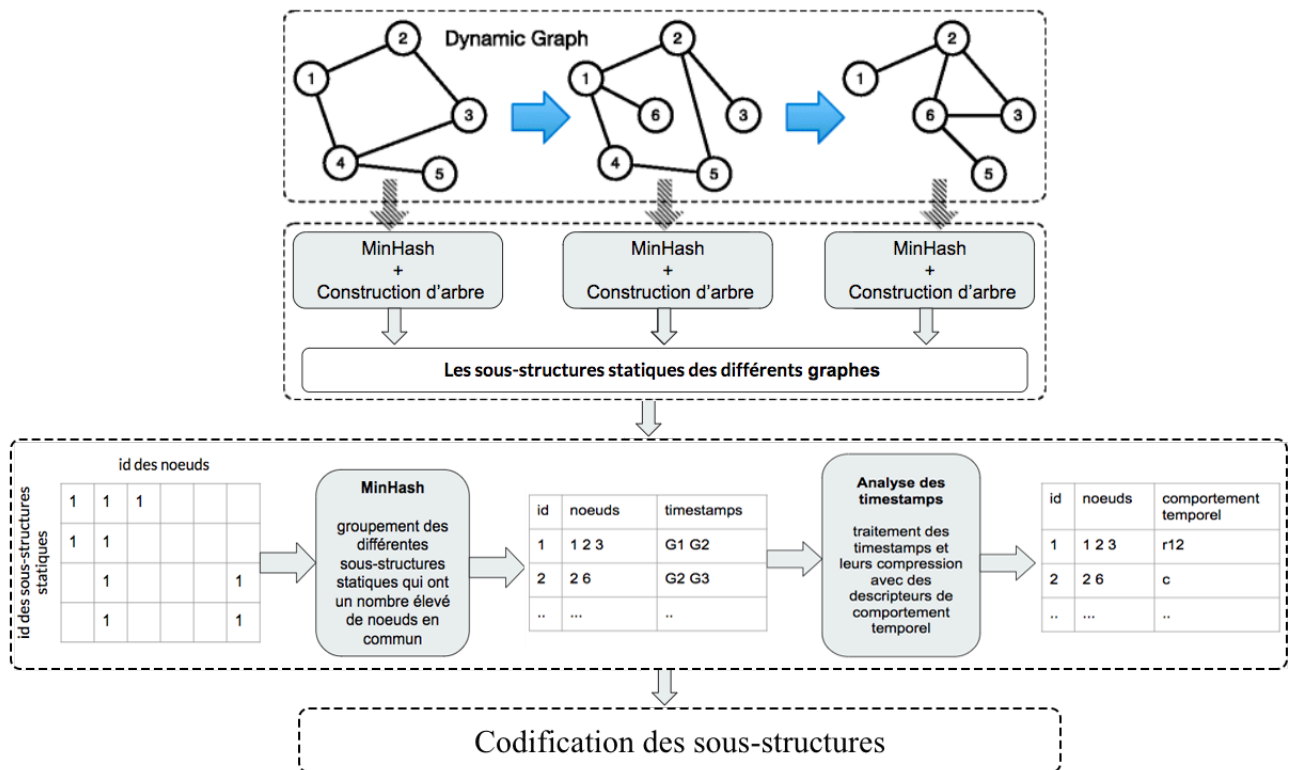 Dynamic Graph
2
1
3
4
5
2
1
6
3
4
5
2
1
6
3
5
MinHash
+
Construction d'arbre
MinHash
+
Construction d'arbre
MinHash
+
Construction d'arbre
Les sous-structures statiques des différents graphes
id des noeuds
id des sous-structures
statiques
1 1 1
1 1
1 1
1 1
MinHash
groupement des
différentes
sous-structures
statiques qui ont
un nombre élevé
de noeuds en
commun
id noeuds timestamps
1 1 2 3 G1 G2
2 2 6 G2 G3
.. ... ..
Analyse des
timestamps
traitement des
timestamps et
leurs compression
avec des
descripteurs de
comportement
temporel
id noeuds comportement
temporel
1 1 2 3 r12
2 2 6 c
.. ... ..
Codification des sous-structures